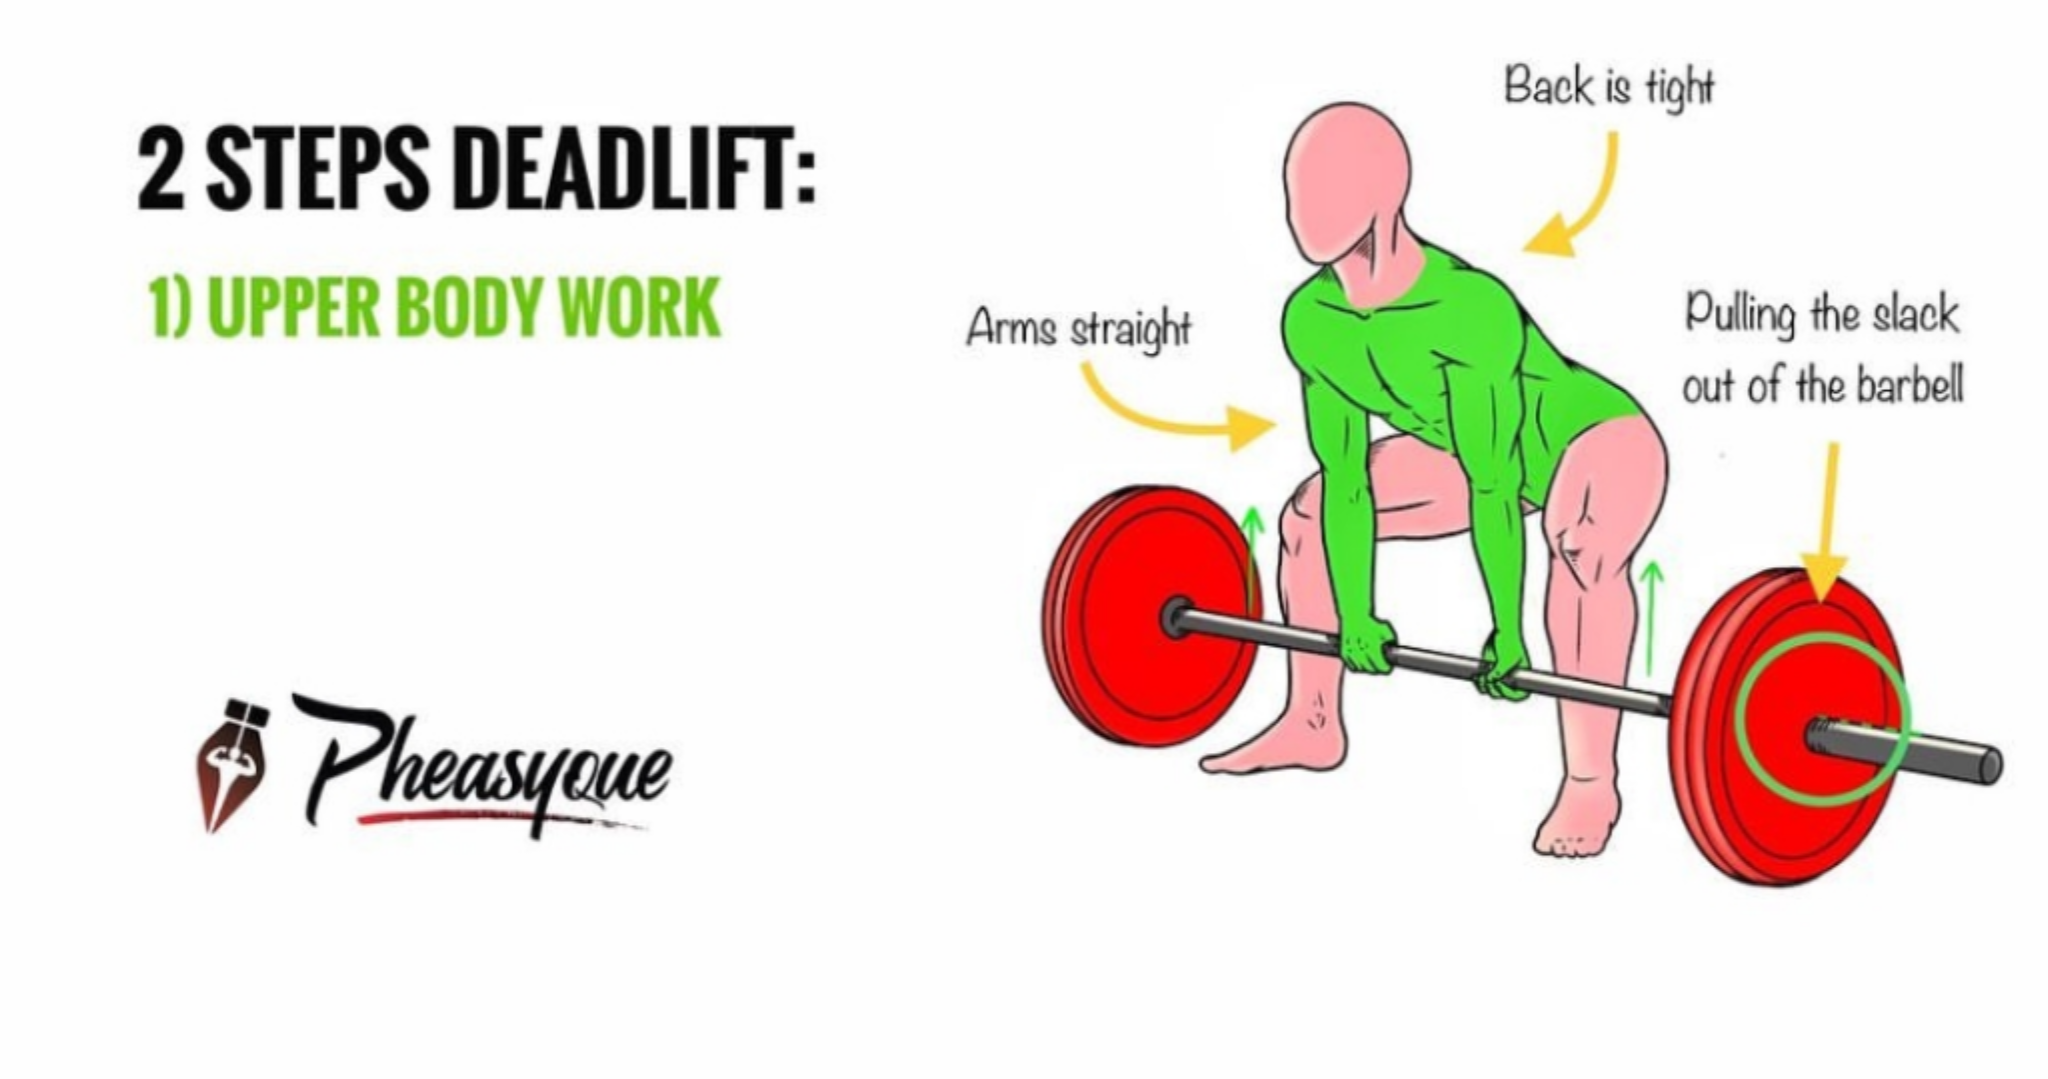 2 STEPS DEADLIFT:
1) UPPER BODY WORK
Back is tight
Arms straight
Pulling the slack
out of the barbell
Pheasyque